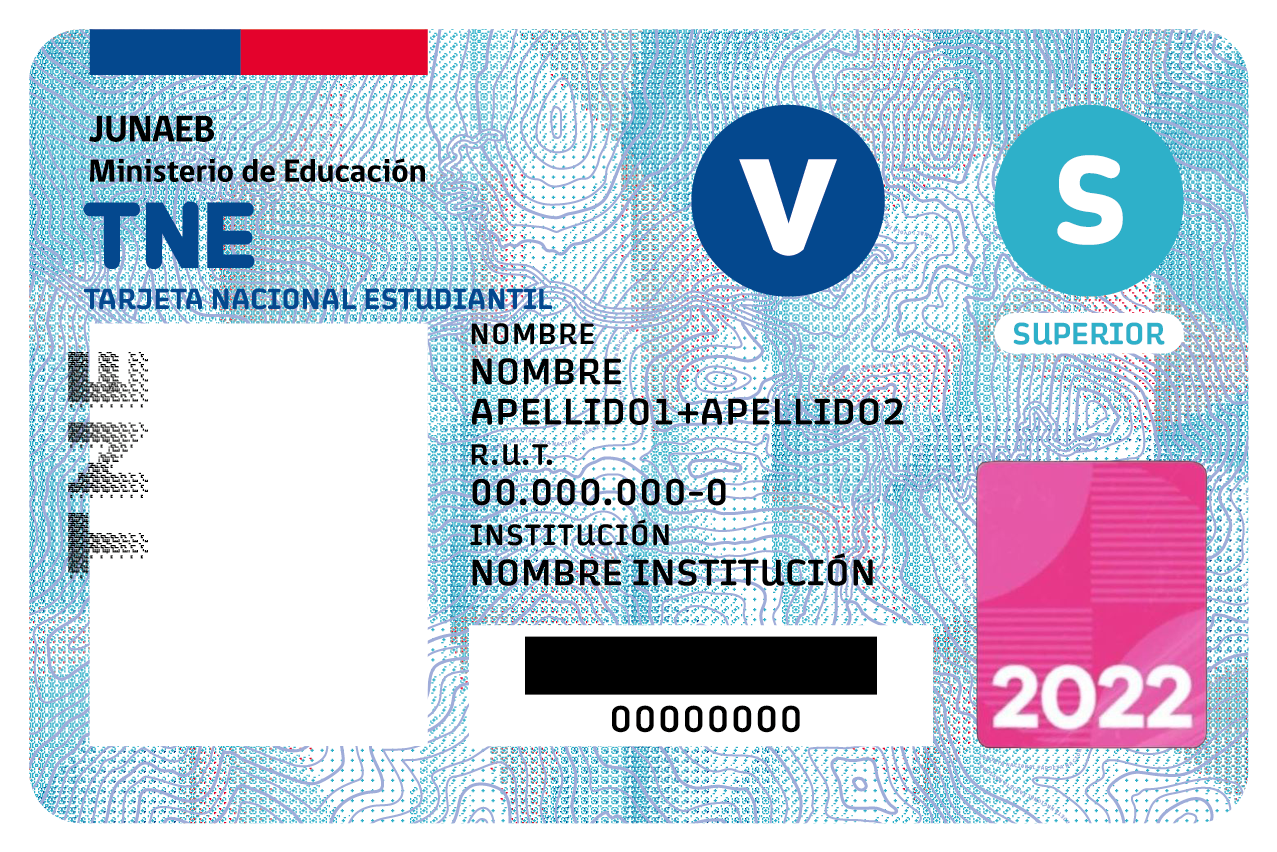 JUNAEB
Ministerio de Educación
TNE
TARJETA NACIONAL ESTUDIANTIL
V
S
SUPERIOR
TNE
NOMBRE
NOMBRE
APELLIDO1+APELLIDO2
R.U.T.
00.000.000-0
INSTITUCIÓN
NOMBRE INSTITUCIÓN
00000000
2022